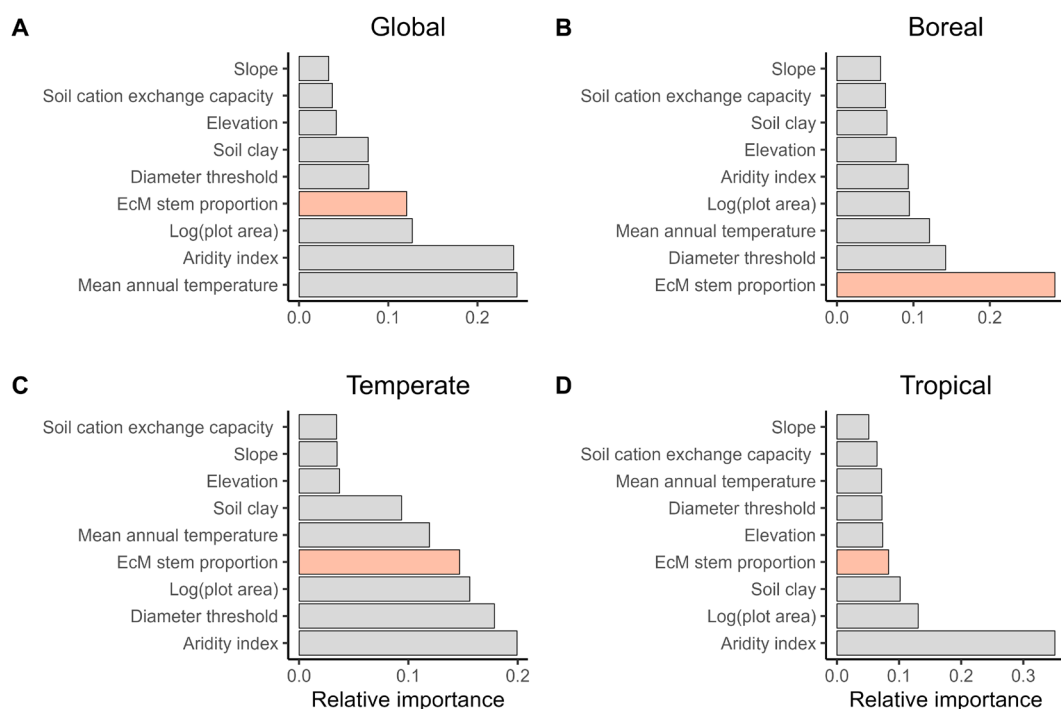 A
Global
Slope
Soil cation exchange capacity
Elevation
Soil clay
Diameter threshold
EcM stem proportion
Log(plot area)
Aridity index
Mean annual temperature
0.0 0.1 0.2
B
Boreal
Slope
Soil cation exchange capacity
Soil clay
Elevation
Aridity index
Log(plot area)
Mean annual temperature
Diameter threshold
EcM stem proportion
0.0 0.1 0.2
C
Temperate
Soil cation exchange capacity
Slope
Elevation
Soil clay
Mean annual temperature
EcM stem proportion
Log(plot area)
Diameter threshold
Aridity index
0.0 0.1 0.2
Relative importance
D
Tropical
Slope
Soil cation exchange capacity
Mean annual temperature
Diameter threshold
Elevation
EcM stem proportion
Soil clay
Log(plot area)
Aridity index
0.0 0.1 0.2 0.3
Relative importance